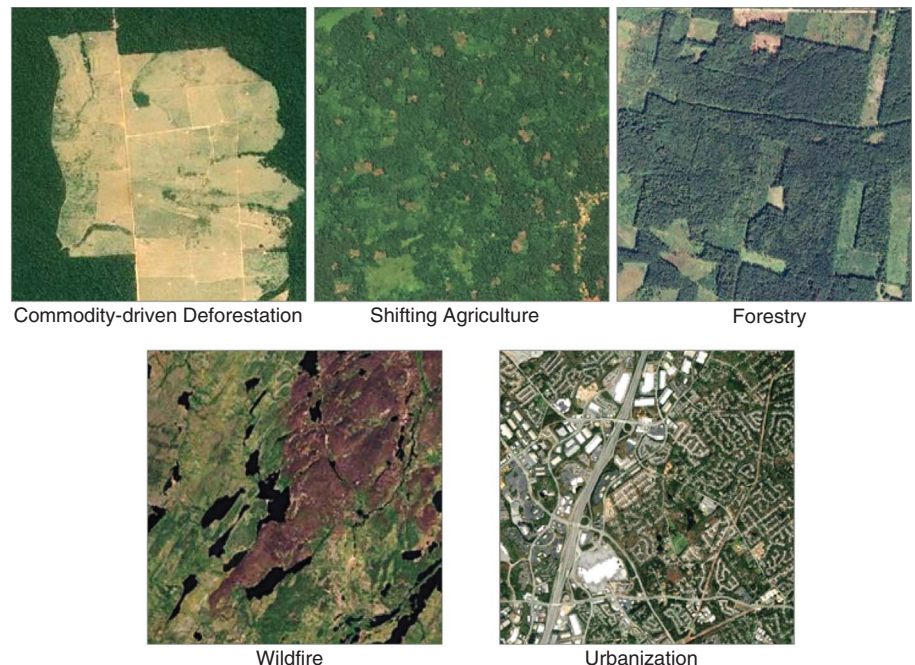 Commodity-driven Deforestation
Shifting Agriculture
Forestry
Wildfire
Urbanization